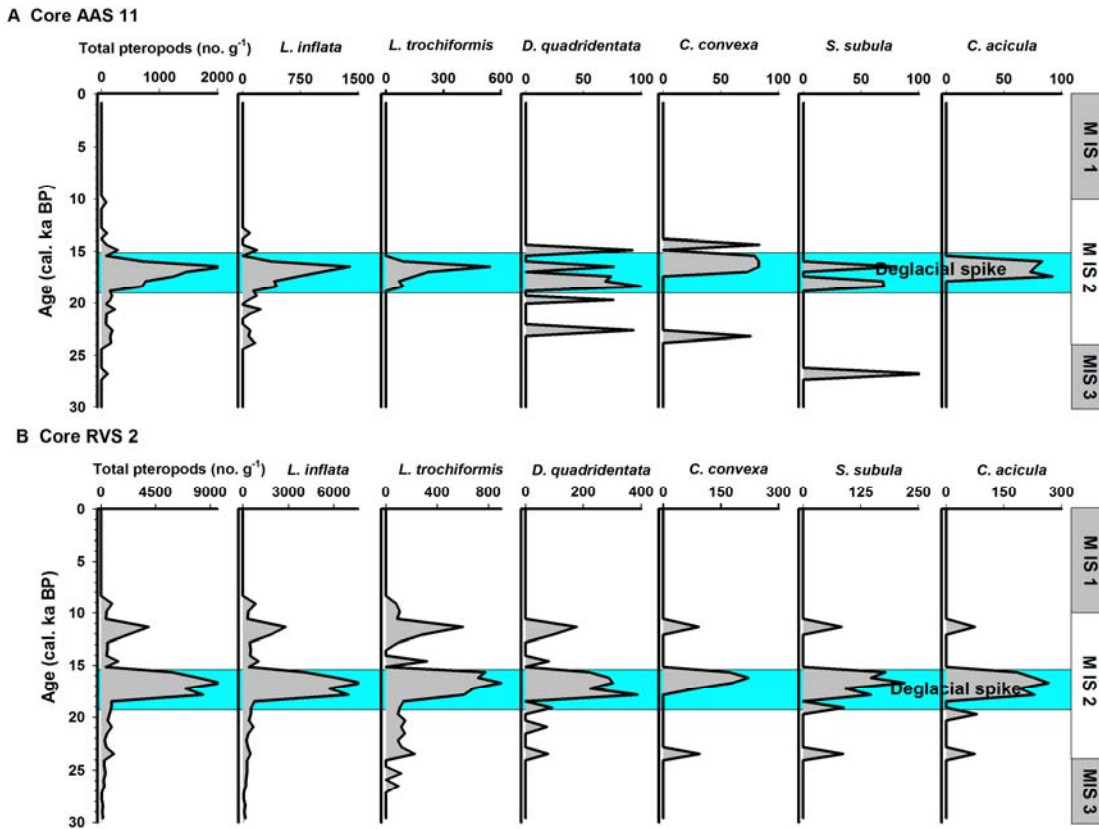 A Core AAS 11
Total pteropods (no. g-1) L. inflata L. trochiformis D. quadridentata C. convexa S. subula C. acicula
0 1000 2000 0 750 1500 0 300 600 0 50 100 0 50 100 0 50 100 0 50 100
0
5
10
15
20
25
30
Age (cal. ka BP)
Deglacial spike
M IS 1
M IS 2
MIS 3
B Core RVS 2
Total pteropods (no. g-1) L. inflata L. trochiformis D. quadridentata C. convexa S. subula C. acicula
0 4500 9000 0 3000 6000 0 400 800 0 200 400 0 150 300 0 125 250 0 150 300
0
5
10
15
20
25
30
Age (cal. ka BP)
Deglacial spike
M IS 1
M IS 2
MIS 3